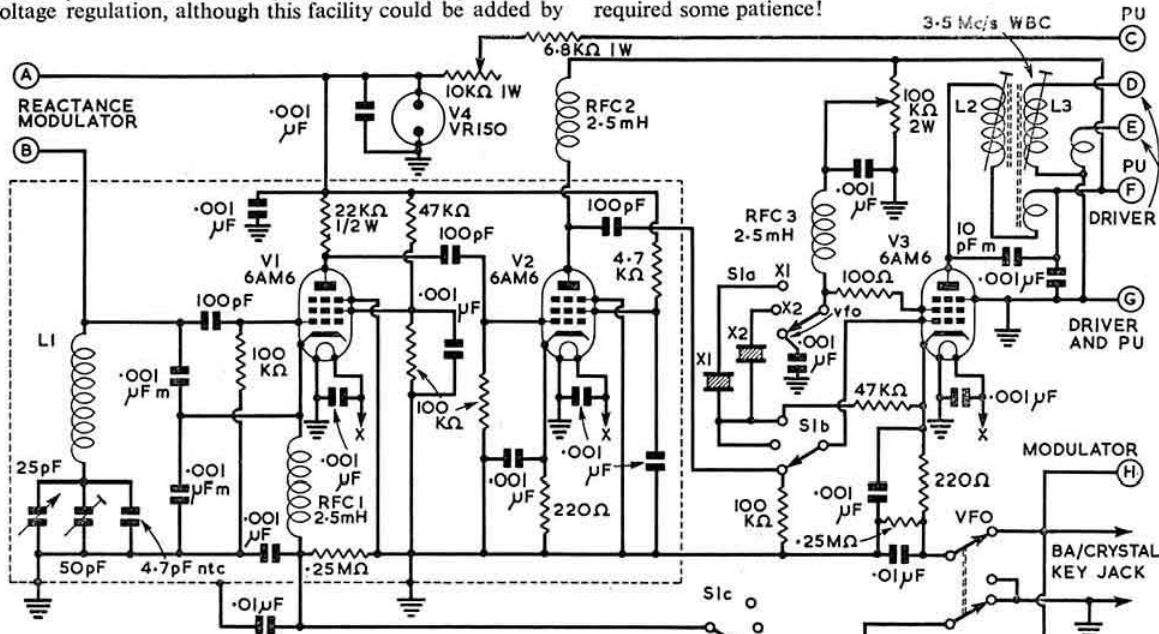 oltage regulation, although this facility could be added by
required some patience!
3·5 Mc/s WBC
PU
C
6·8KΩ 1W
A
10KΩ 1W
REACTANCE
MODULATOR
·001
μF
V4
VR150
RFC2
2·5mH
100
KΩ
2W
L2
L3
D
E
B
PU
F
DRIVER
·001
μF
·001
μF
22KΩ
1/2W
47KΩ
100pF
100pF
RFC3
2·5mH
10
pFm
V1
6AM6
V2
6AM6
4·7
KΩ
V3
6AM6
·001μF
S1a
X1
100Ω
G
DRIVER
AND PU
100pF
·001
μF
X2
vfo
L1
X2
X1
·001
μF
100
KΩ
·001
μFm
47KΩ
·001μF
100
KΩ
X
X
X
S1b
MODULATOR
H
25pF
·001
μF
·001
μF
·001
μFm
RFC1
2·5mH
·001
μF
220Ω
100
KΩ
·001
μF
220Ω
VFO
·001
μF
·25MΩ
·25MΩ
50pF
4·7pF ntc
·01μF
BA/CRYSTAL
KEY JACK
·01μF
S1c